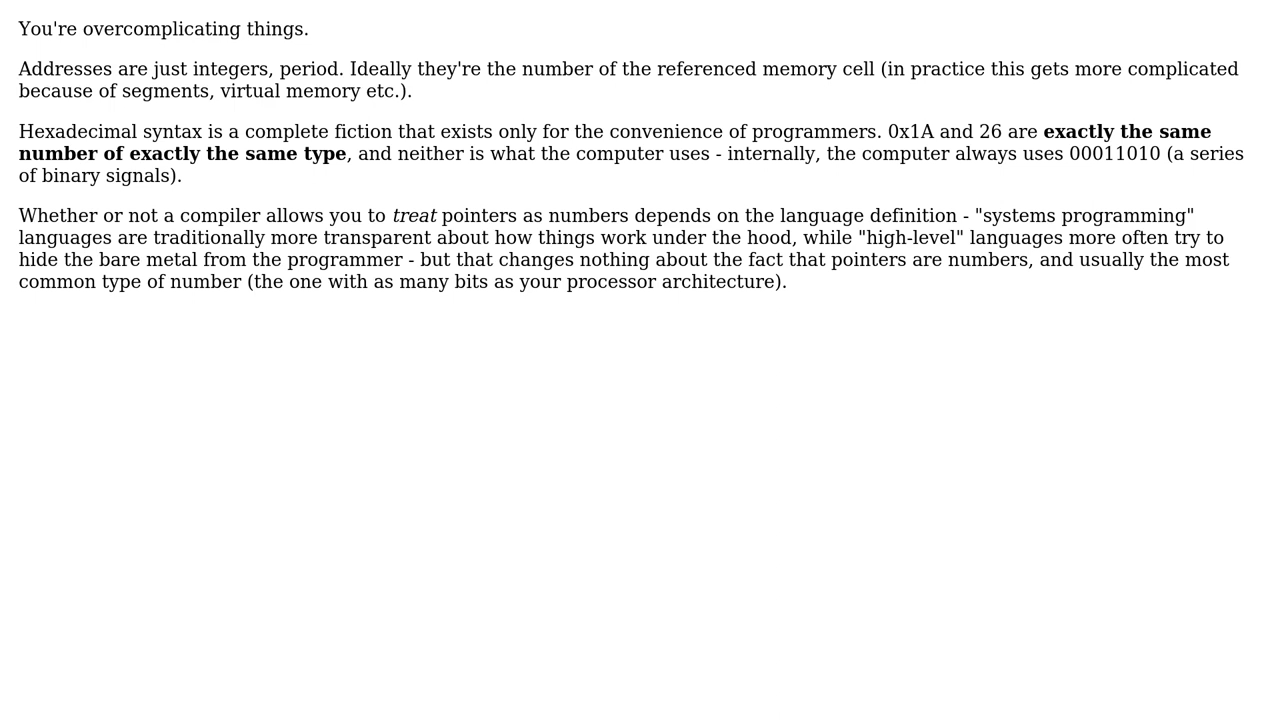 You're overcomplicating things.
Addresses are just integers, period. Ideally they're the number of the referenced memory cell (in practice this gets more complicated
because of segments, virtual memory etc.).
Hexadecimal syntax is a complete fiction that exists only for the convenience of programmers. 0x1A and 26 are exactly the same
number of exactly the same type, and neither is what the computer uses - internally, the computer always uses 00011010 (a series
of binary signals).
Whether or not a compiler allows you to treat pointers as numbers depends on the language definition - "systems programming"
languages are traditionally more transparent about how things work under the hood, while "high-level" languages more often try to
hide the bare metal from the programmer - but that changes nothing about the fact that pointers are numbers, and usually the most
common type of number (the one with as many bits as your processor architecture).